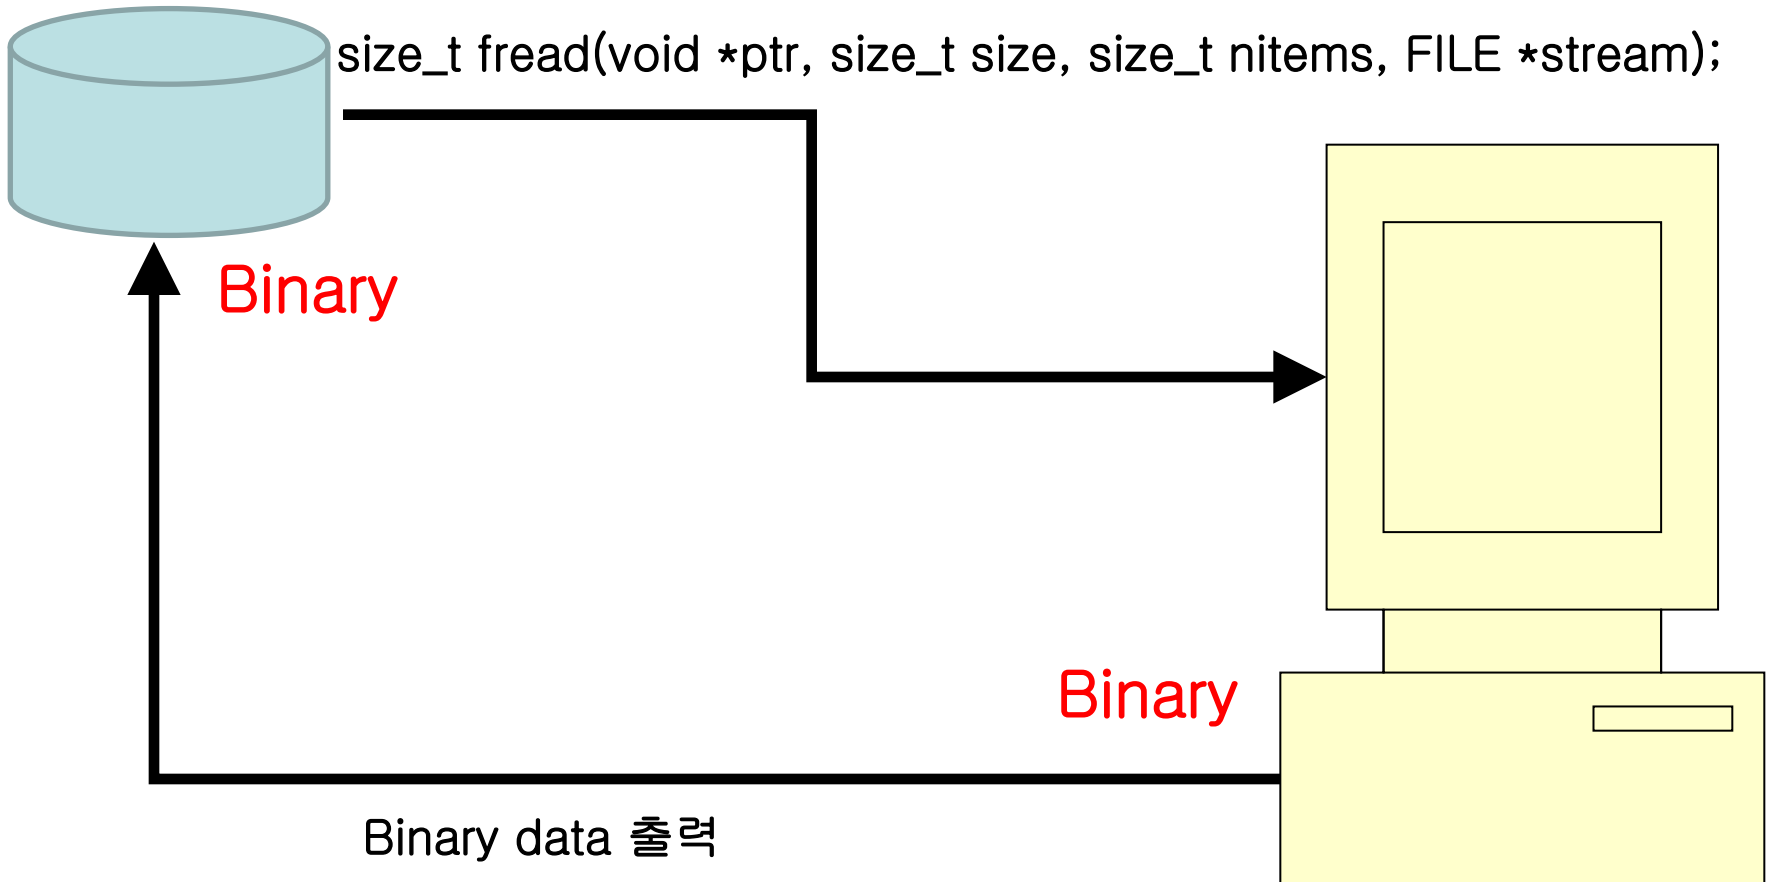 size_t fread(void *ptr, size_t size, size_t nitems, FILE *stream);
Binary
Binary
Binary data 출력